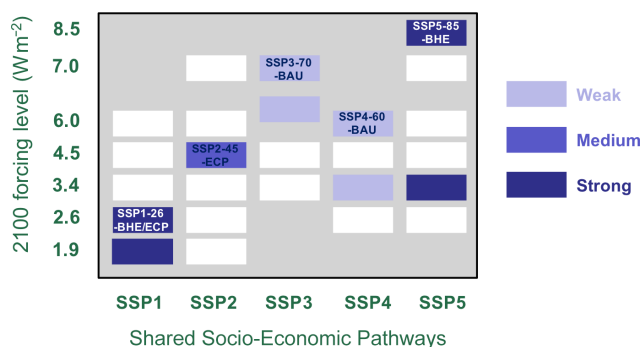 8.5
SSP5-85
-BHE
7.0
SSP3-70
-BAU
Weak
6.0
SSP4-60
-BAU
Medium
4.5
SSP2-45
-ECP
3.4
Strong
2.6
SSP1-26
-BHE/ECP
1.9
2100 forcing level (Wm-2)
SSP1 SSP2 SSP3 SSP4 SSP5
Shared Socio-Economic Pathways